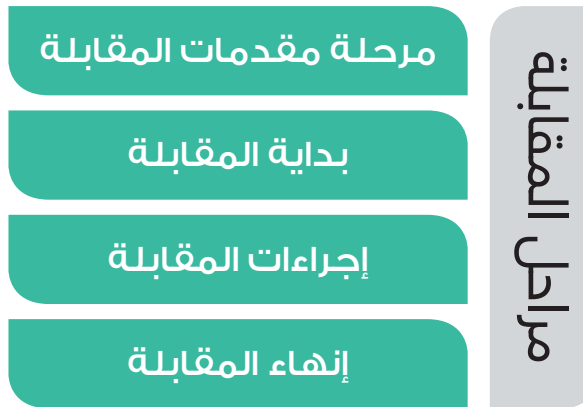 مراحل المقابلة
مرحلة مقدمات المقابلة
بداية المقابلة
إجراءات المقابلة
إنهاء المقابلة